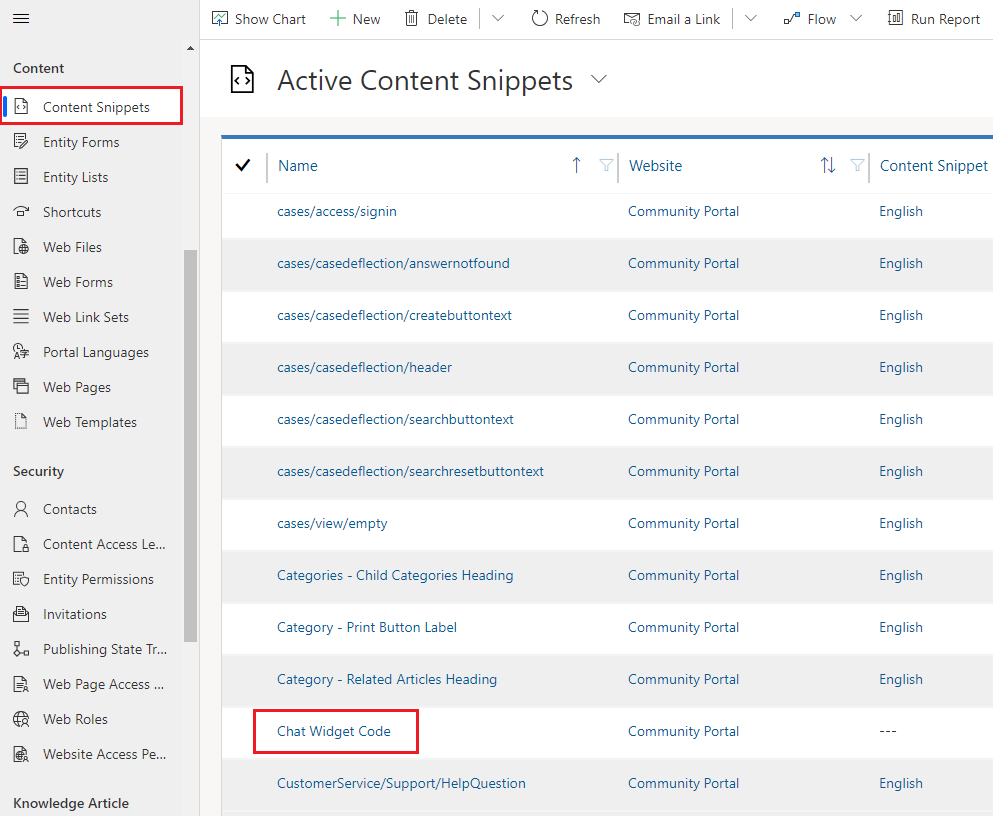 Show Chart New Delete Refresh Email a Link Flow Run Report
Content
Content Snippets
Entity Forms
Entity Lists
Shortcuts
Web Files
Web Forms
Web Link Sets
Portal Languages
Web Pages
Web Templates
Security
Contacts
Content Access Le...
Entity Permissions
Invitations
Publishing State Tr...
Web Page Access ...
Web Roles
Website Access Pe...
Knowledge Article
Active Content Snippets
Name Website Content Snippet
cases/access/signin Community Portal English
cases/casedeflection/answernotfound Community Portal English
cases/casedeflection/createbuttontext Community Portal English
cases/casedeflection/header Community Portal English
cases/casedeflection/searchbuttontext Community Portal English
cases/casedeflection/searchresetbuttontext Community Portal English
cases/view/empty Community Portal English
Categories - Child Categories Heading Community Portal English
Category - Print Button Label Community Portal English
Category - Related Articles Heading Community Portal English
Chat Widget Code Community Portal ---
CustomerService/Support/HelpQuestion Community Portal English